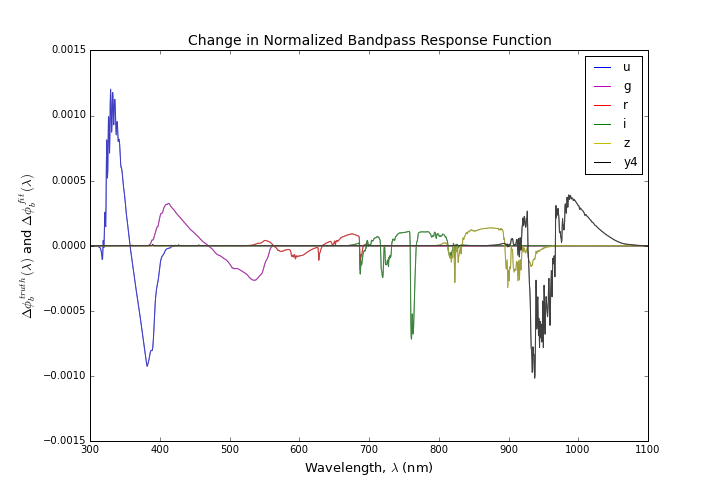 Change in Normalized Bandpass Response Function
0.0015
0.0010
0.0005
0.0000
−0.0005
−0.0010
−0.0015
Δϕ_b^{truth}(λ) and Δϕ_b^{fit}(λ)
300 400 500 600 700 800 900 1000 1100
Wavelength, λ (nm)
u
g
r
i
z
y4